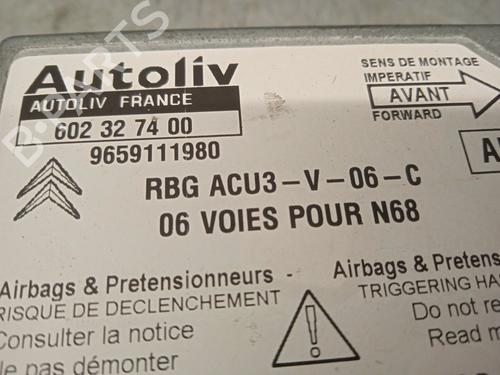 Autoliv
AUTOLIV FRANCE
602 32 74 00
9659111980
SENS DE MONTAGE
IMPERATIF
AVANT
FORWARD
RBG ACU3-V-06-C
06 VOIES POUR N68
Airbags & Pretensionneurs
RISQUE DE DECLENCHEMENT
Consulter la notice
Ne pas démonter
Airbags & Pretens
TRIGGERING HA
Do not re
Read m
B-PARTS